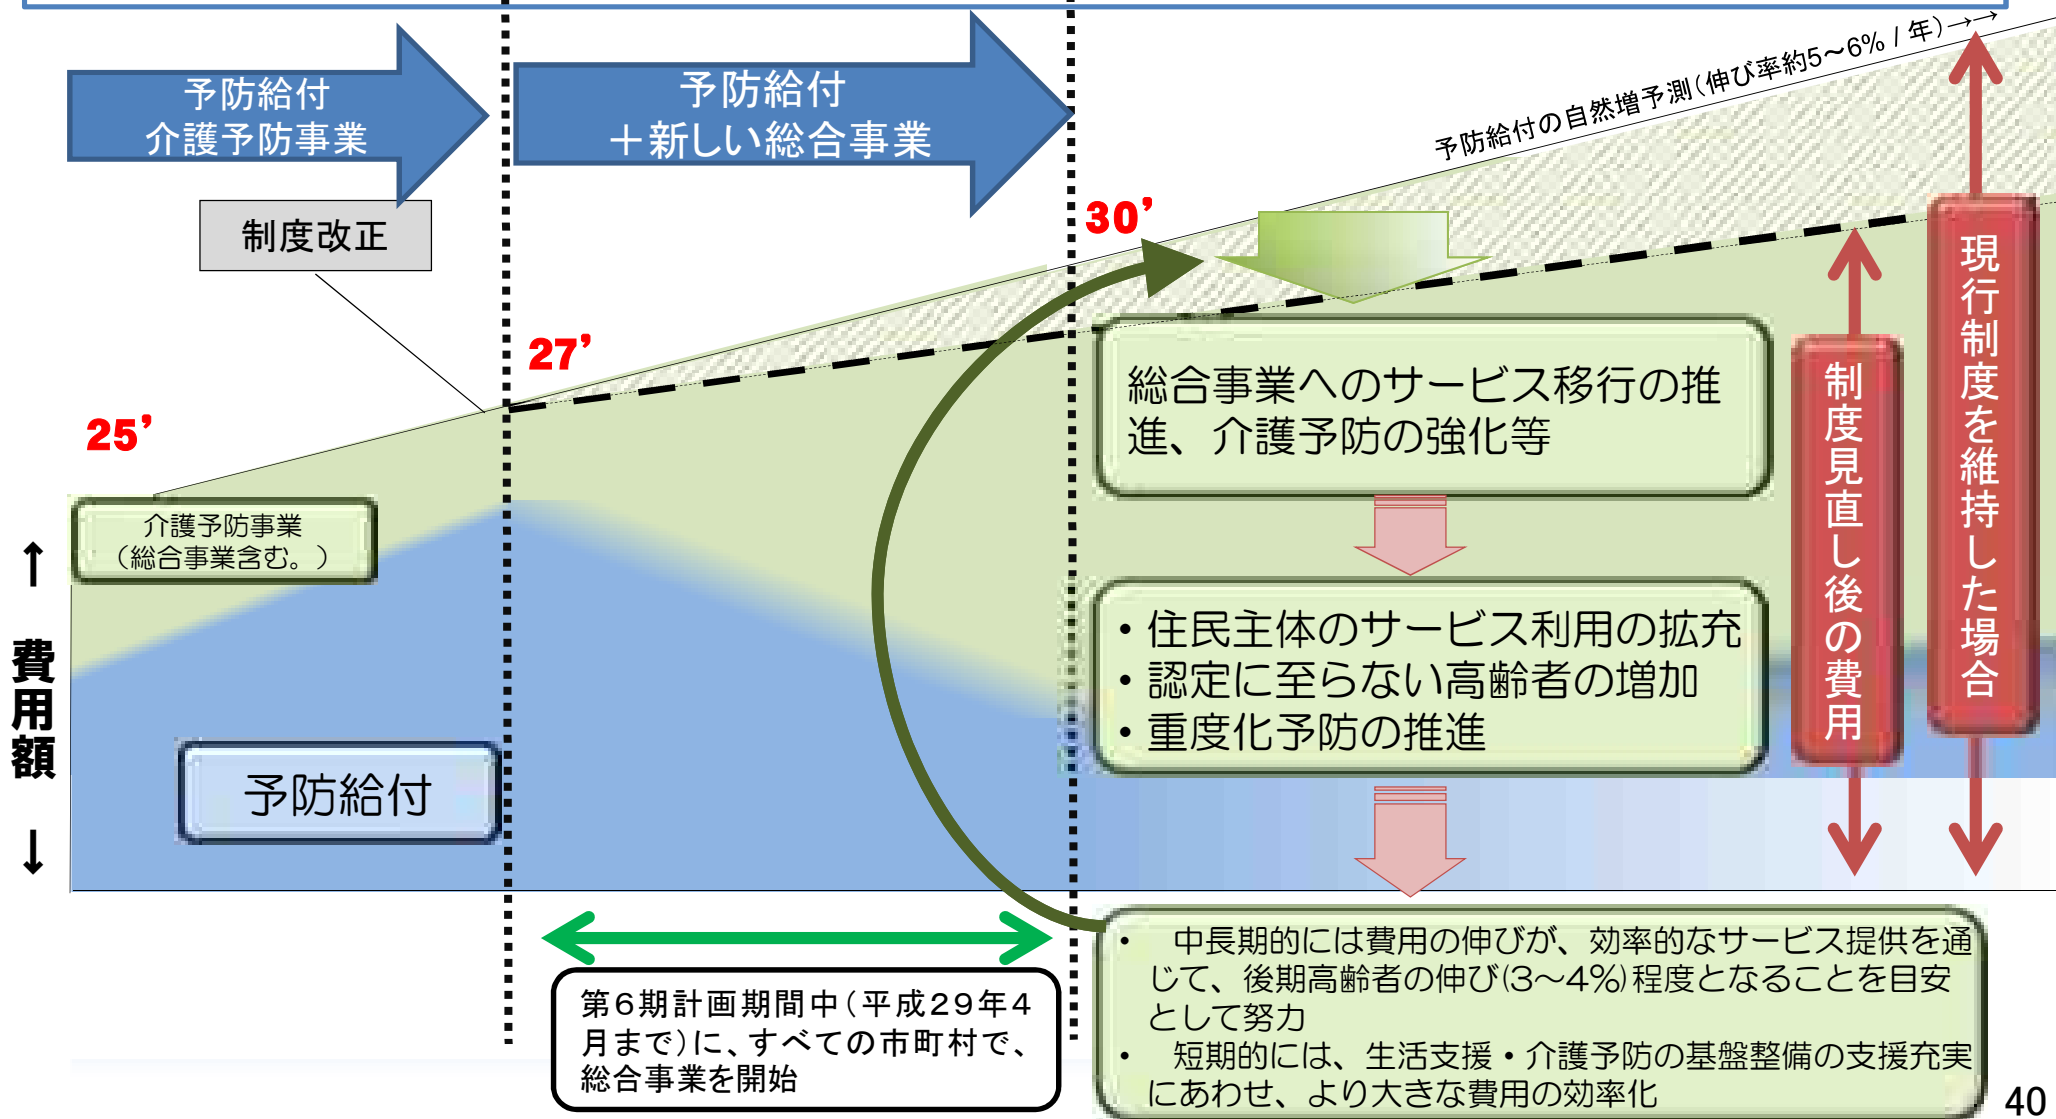 予防給付
介護予防事業
予防給付
＋新しい総合事業
予防給付の自然増予測(伸び率約5～6% / 年)→→
制度改正
30’
27’
25’
総合事業へのサービス移行の推
進、介護予防の強化等
制度見直し後の費用
現行制度を維持した場合
介護予防事業
（総合事業含む。）
↑
費用額
↓
・住民主体のサービス利用の拡充
・認定に至らない高齢者の増加
・重度化予防の推進
予防給付
第6期計画期間中（平成29年4
月まで）に、すべての市町村で、
総合事業を開始
・ 中長期的には費用の伸びが、効率的なサービス提供を通
じて、後期高齢者の伸び(3～4%)程度となることを目安
として努力
・ 短期的には、生活支援・介護予防の基盤整備の支援充実
にあわせ、より大きな費用の効率化
40